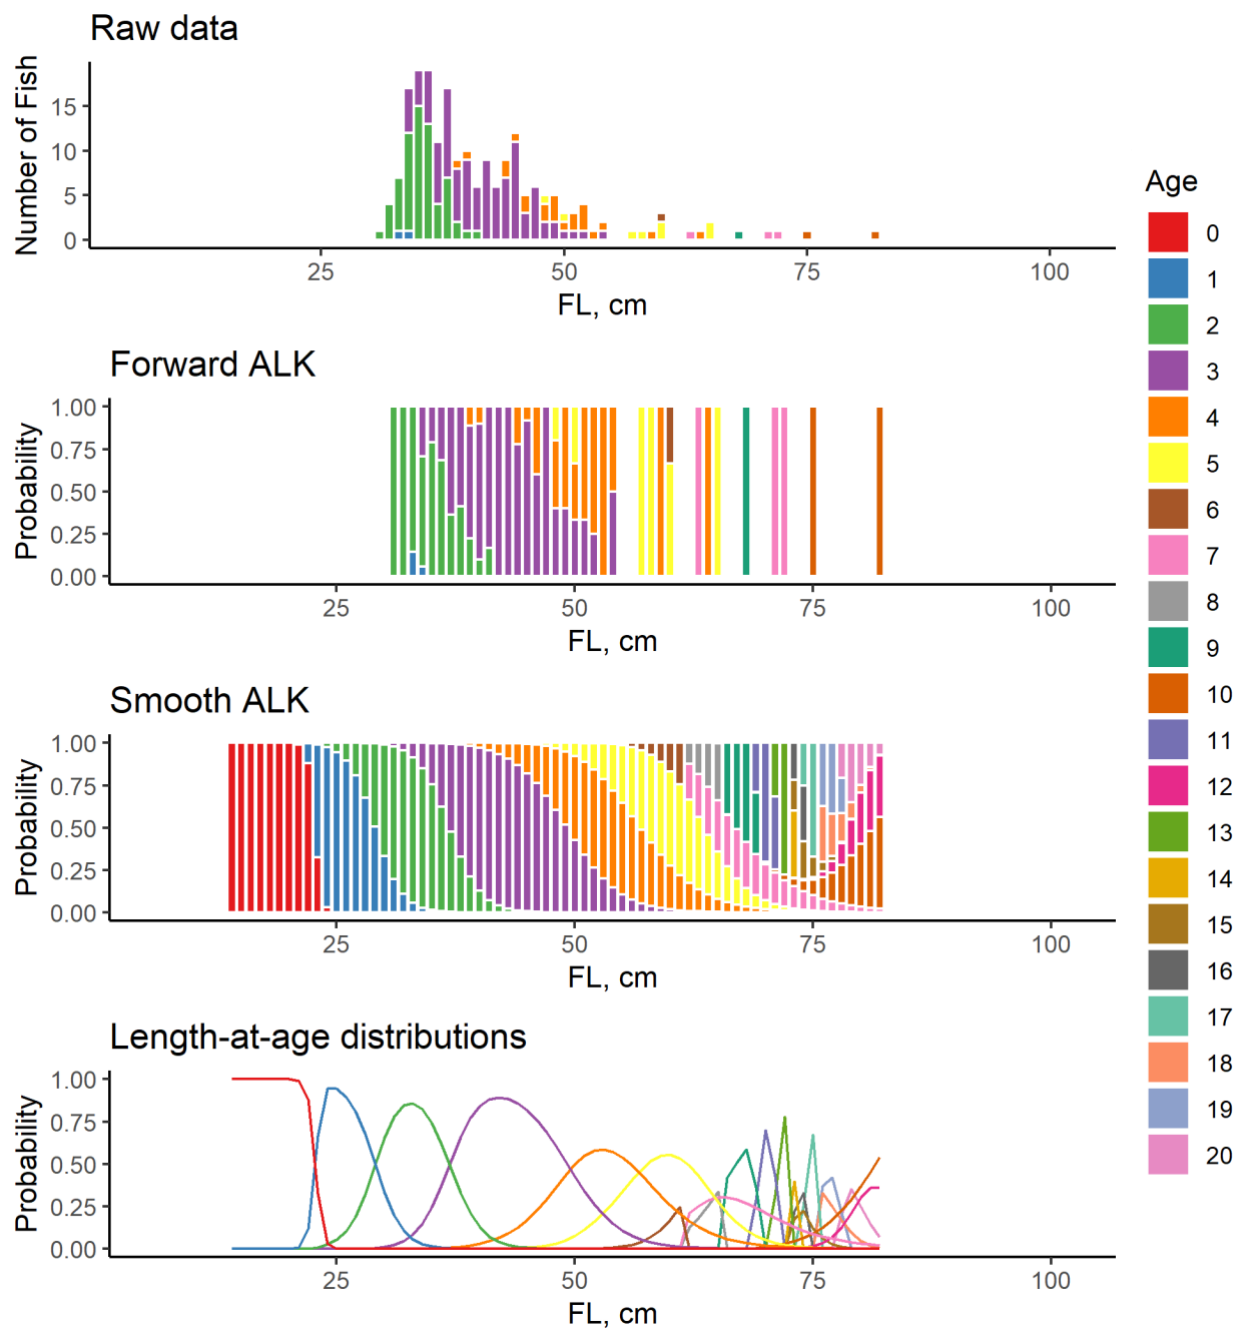 Raw data
Number of Fish
15
10
5
0
25 50 75 100
FL, cm
Forward ALK
Probability
1.00
0.75
0.50
0.25
0.00
25 50 75 100
FL, cm
Smooth ALK
Probability
1.00
0.75
0.50
0.25
0.00
25 50 75 100
FL, cm
Length-at-age distributions
Probability
1.00
0.75
0.50
0.25
0.00
25 50 75 100
FL, cm
Age
0
1
2
3
4
5
6
7
8
9
10
11
12
13
14
15
16
17
18
19
20